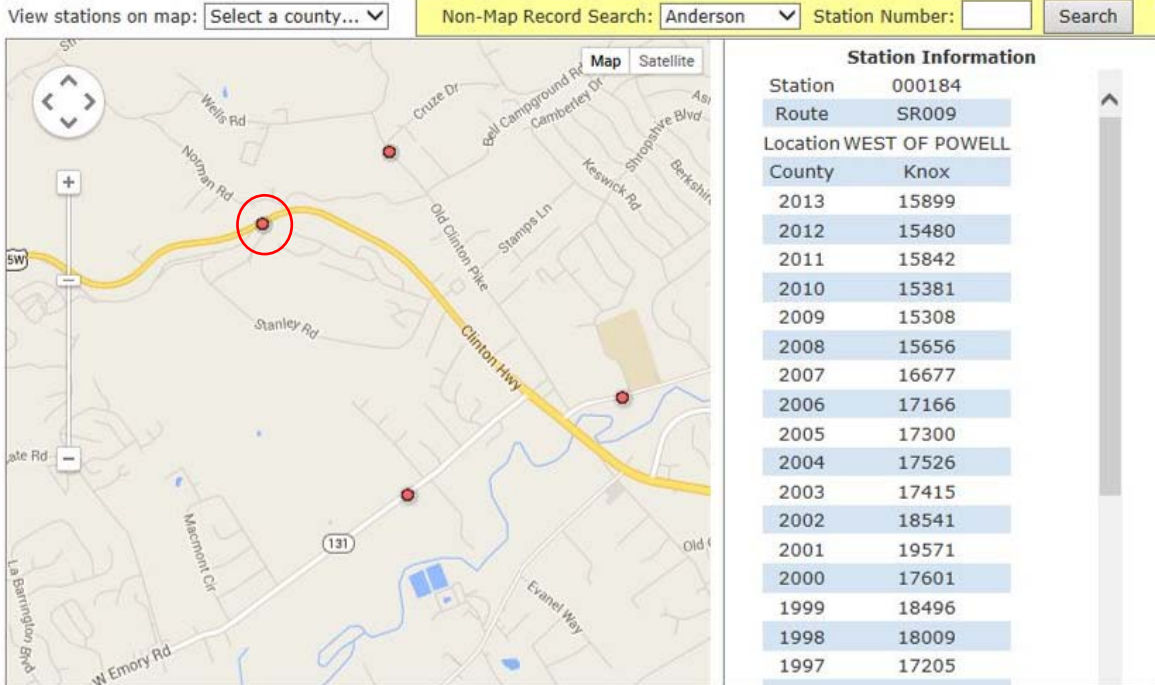 View stations on map: Select a county...
Non-Map Record Search: Anderson Station Number: Search
Map Satellite
Wells Rd
Cruze Dr
Bell Campground Rd
Camberley Dr
Shropshire Blvd
Norman Rd
Keswick Rd
Old Clinton Pike
Stamps Ln
5W
Stanley Rd
Clinton Hwy
131
Macmont Cir
La Barrington Blvd
Evanel Way
W Emory Rd
Station Information
Station 000184
Route SR009
Location WEST OF POWELL
County Knox
2013 15899
2012 15480
2011 15842
2010 15381
2009 15308
2008 15656
2007 16677
2006 17166
2005 17300
2004 17526
2003 17415
2002 18541
2001 19571
2000 17601
1999 18496
1998 18009
1997 17205